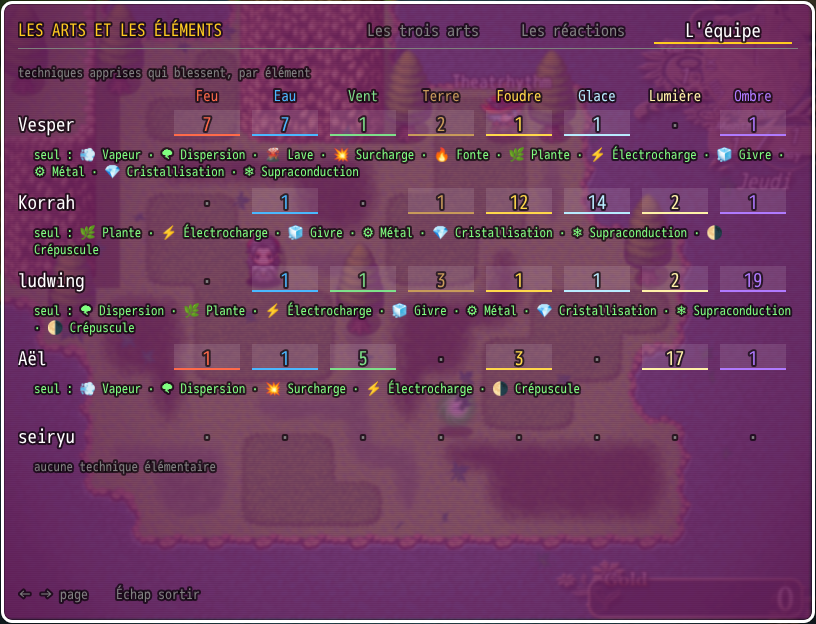 LES ARTS ET LES ÉLÉMENTS Les trois arts Les réactions L'équipe
techniques apprises qui blessent, par élément
Theatrhythm
Feu Eau Vent Terre Foudre Glace Lumière Ombre
Vesper 7 7 1 2 1 1 · 1
seul : 💨 Vapeur · 🌪 Dispersion · 🌋 Lave · 💥 Surcharge · 🔥 Fonte · 🌿 Plante · ⚡ Électrocharge · 🧊 Givre ·
⚙ Métal · 💎 Cristallisation · ❄ Supraconduction
Jeudi
Korrah · 1 · 1 12 14 2 1
seul : 🌿 Plante · ⚡ Électrocharge · 🧊 Givre · ⚙ Métal · 💎 Cristallisation · ❄ Supraconduction · 🌗
Crépuscule
ludwing · 1 1 3 1 1 2 19
seul : 🌪 Dispersion · 🌿 Plante · ⚡ Électrocharge · 🧊 Givre · ⚙ Métal · 💎 Cristallisation · ❄ Supraconduction
· 🌗 Crépuscule
Aël 1 1 5 · 3 · 17 1
seul : 💨 Vapeur · 🌪 Dispersion · 💥 Surcharge · ⚡ Électrocharge · 🌗 Crépuscule
seiryu · · · · · · · ·
aucune technique élémentaire
Gold
0
← → page Échap sortir